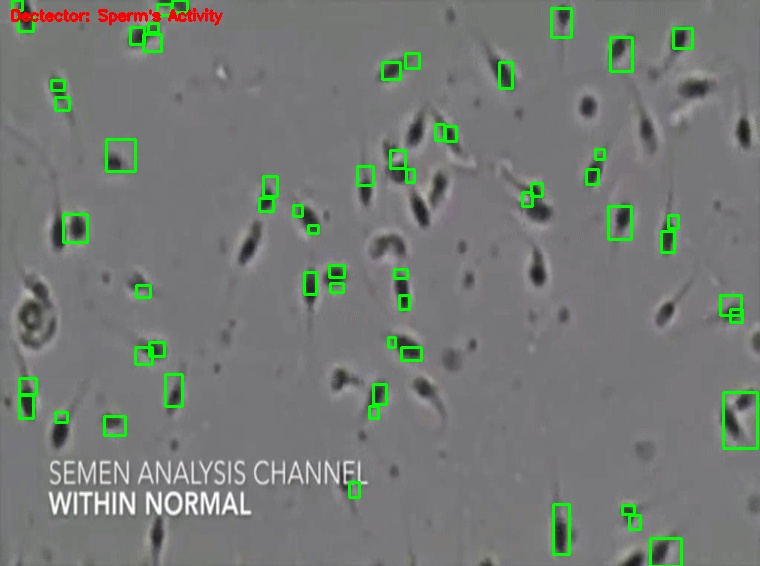 Dectector: Sperm's Activity
SEMEN ANALYSIS CHANNEL
WITHIN NORMAL